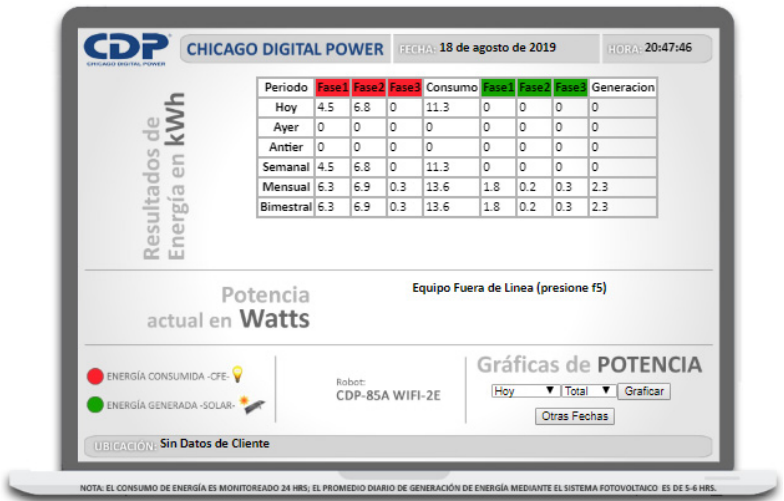 CDP
CHICAGO DIGITAL POWER
CHICAGO DIGITAL POWER
FECHA: 18 de agosto de 2019
HORA: 20:47:46
Resultados de
Energía en kWh
Periodo Fase1 Fase2 Fase3 Consumo Fase1 Fase2 Fase3 Generacion
Hoy 4.5 6.8 0 11.3 0 0 0 0
Ayer 0 0 0 0 0 0 0 0
Antier 0 0 0 0 0 0 0 0
Semanal 4.5 6.8 0 11.3 0 0 0 0
Mensual 6.3 6.9 0.3 13.6 1.8 0.2 0.3 2.3
Bimestral 6.3 6.9 0.3 13.6 1.8 0.2 0.3 2.3
Potencia
actual en Watts
Equipo Fuera de Linea (presione f5)
ENERGÍA CONSUMIDA -CFE-
ENERGÍA GENERADA -SOLAR-
Robot:
CDP-85A WIFI-2E
Gráficas de POTENCIA
Hoy Total Graficar
Otras Fechas
UBICACIÓN: Sin Datos de Cliente
NOTA: EL CONSUMO DE ENERGÍA ES MONITOREADO 24 HRS; EL PROMEDIO DIARIO DE GENERACIÓN DE ENERGÍA MEDIANTE EL SISTEMA FOTOVOLTAICO ES DE 5-6 HRS.